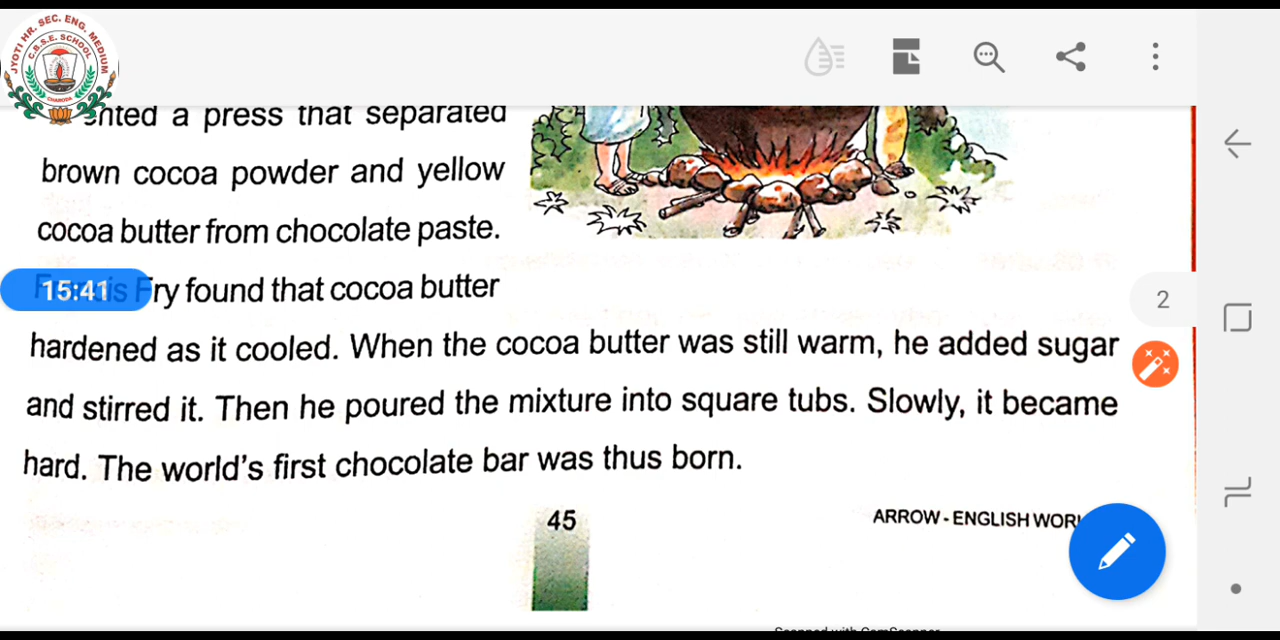 JYOTI HR. SEC. ENG. MEDIUM
C.B.S.E. SCHOOL
a press that separated
brown cocoa powder and yellow
cocoa butter from chocolate paste.
15:41
Fry found that cocoa butter
2
hardened as it cooled. When the cocoa butter was still warm, he added sugar
and stirred it. Then he poured the mixture into square tubs. Slowly, it became
hard. The world's first chocolate bar was thus born.
45
ARROW - ENGLISH